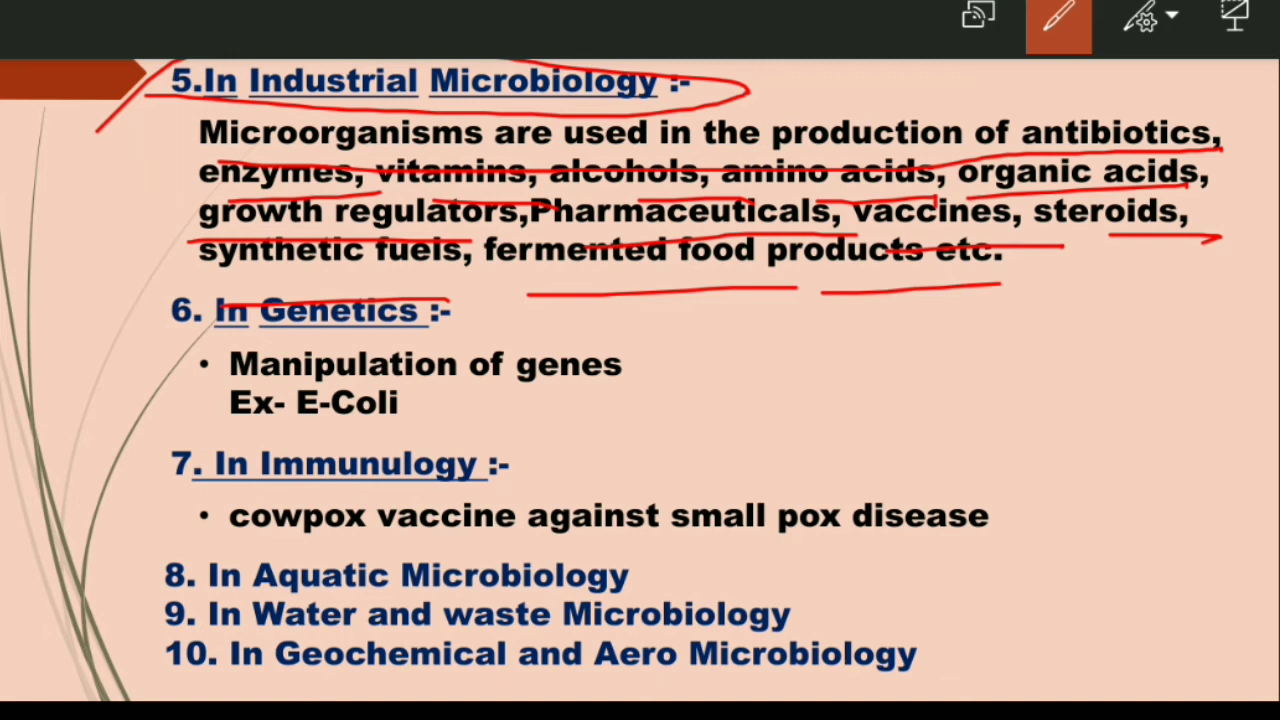 5.In Industrial Microbiology :-
Microorganisms are used in the production of antibiotics,
enzymes, vitamins, alcohols, amino acids, organic acids,
growth regulators,Pharmaceuticals, vaccines, steroids,
synthetic fuels, fermented food products etc.
6. In Genetics :-
• Manipulation of genes
Ex- E-Coli
7. In Immunulogy :-
• cowpox vaccine against small pox disease
8. In Aquatic Microbiology
9. In Water and waste Microbiology
10. In Geochemical and Aero Microbiology